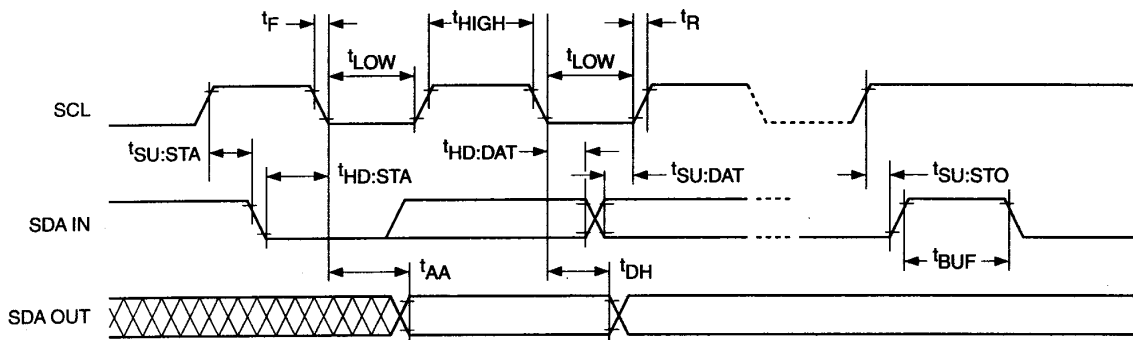 tF
tHIGH
tR
tLOW
tLOW
SCL
tSU:STA
tHD:STA
tHD:DAT
tSU:DAT
tSU:STO
SDA IN
tBUF
tAA
tDH
SDA OUT